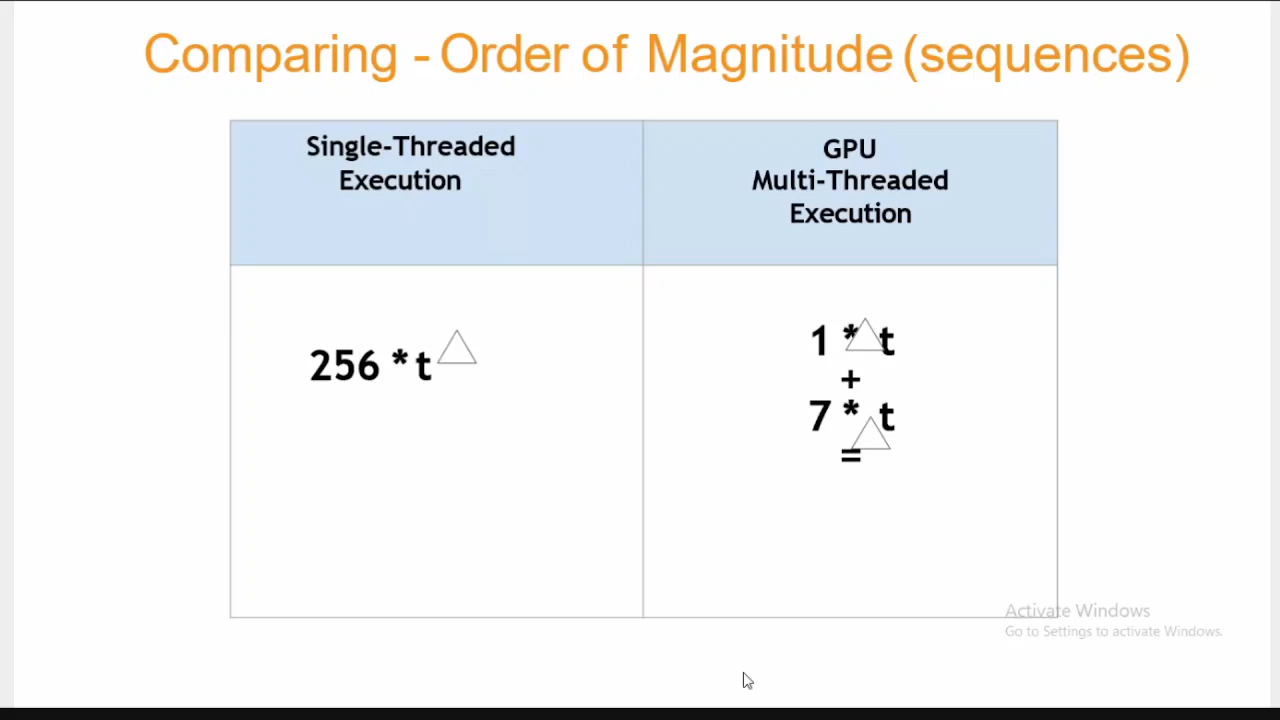 Comparing - Order of Magnitude (sequences)
Single-Threaded
Execution
GPU
Multi-Threaded
Execution
256 * t
1 * t
+
7 * t
=
Activate Windows
Go to Settings to activate Windows.